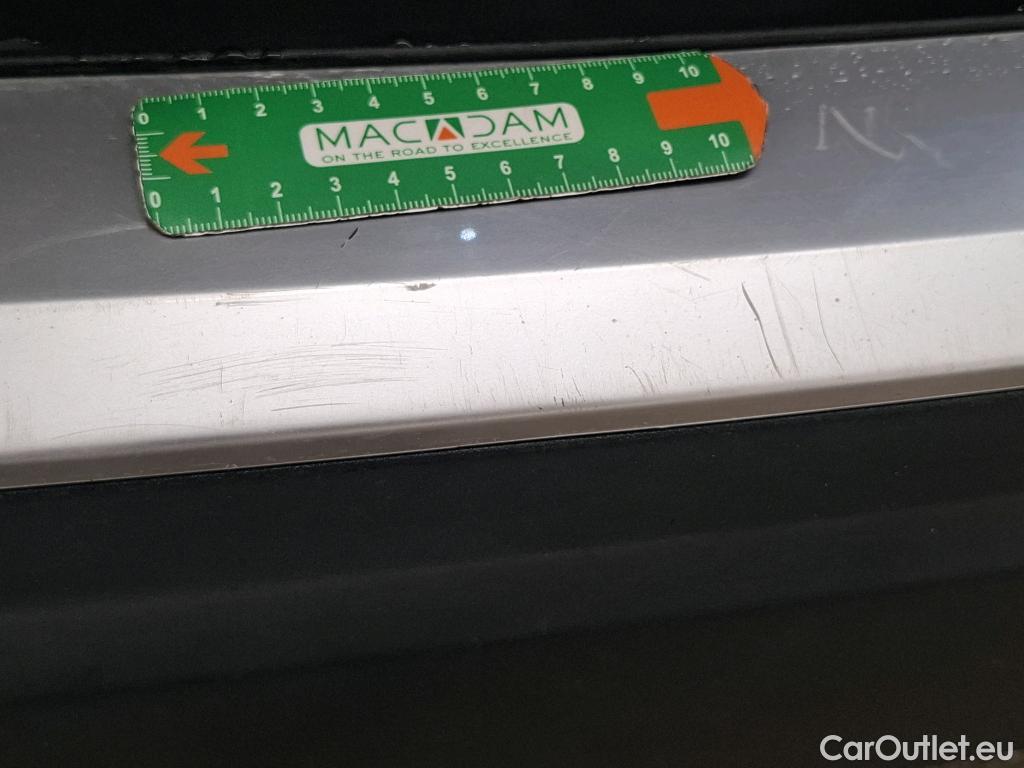 0 1 2 3 4 5 6 7 8 9 10
MACADAM
ON THE ROAD TO EXCELLENCE
0 1 2 3 4 5 6 7 8 9 10
CarOutlet.eu